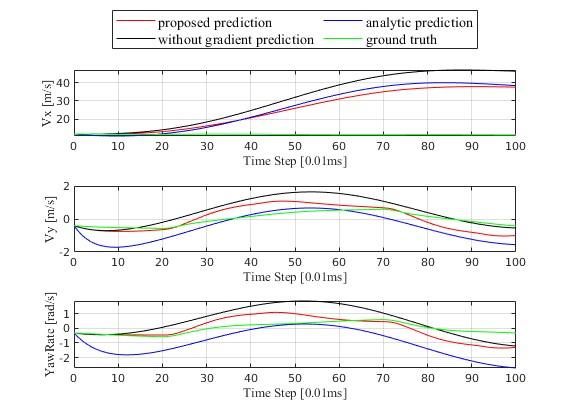 proposed prediction analytic prediction
without gradient prediction ground truth
Vx [m/s]
40
30
20
0 10 20 30 40 50 60 70 80 90 100
Time Step [0.01ms]
Vy [m/s]
2
0
-2
0 10 20 30 40 50 60 70 80 90 100
Time Step [0.01ms]
YawRate [rad/s]
1
0
-1
-2
0 10 20 30 40 50 60 70 80 90 100
Time Step [0.01ms]